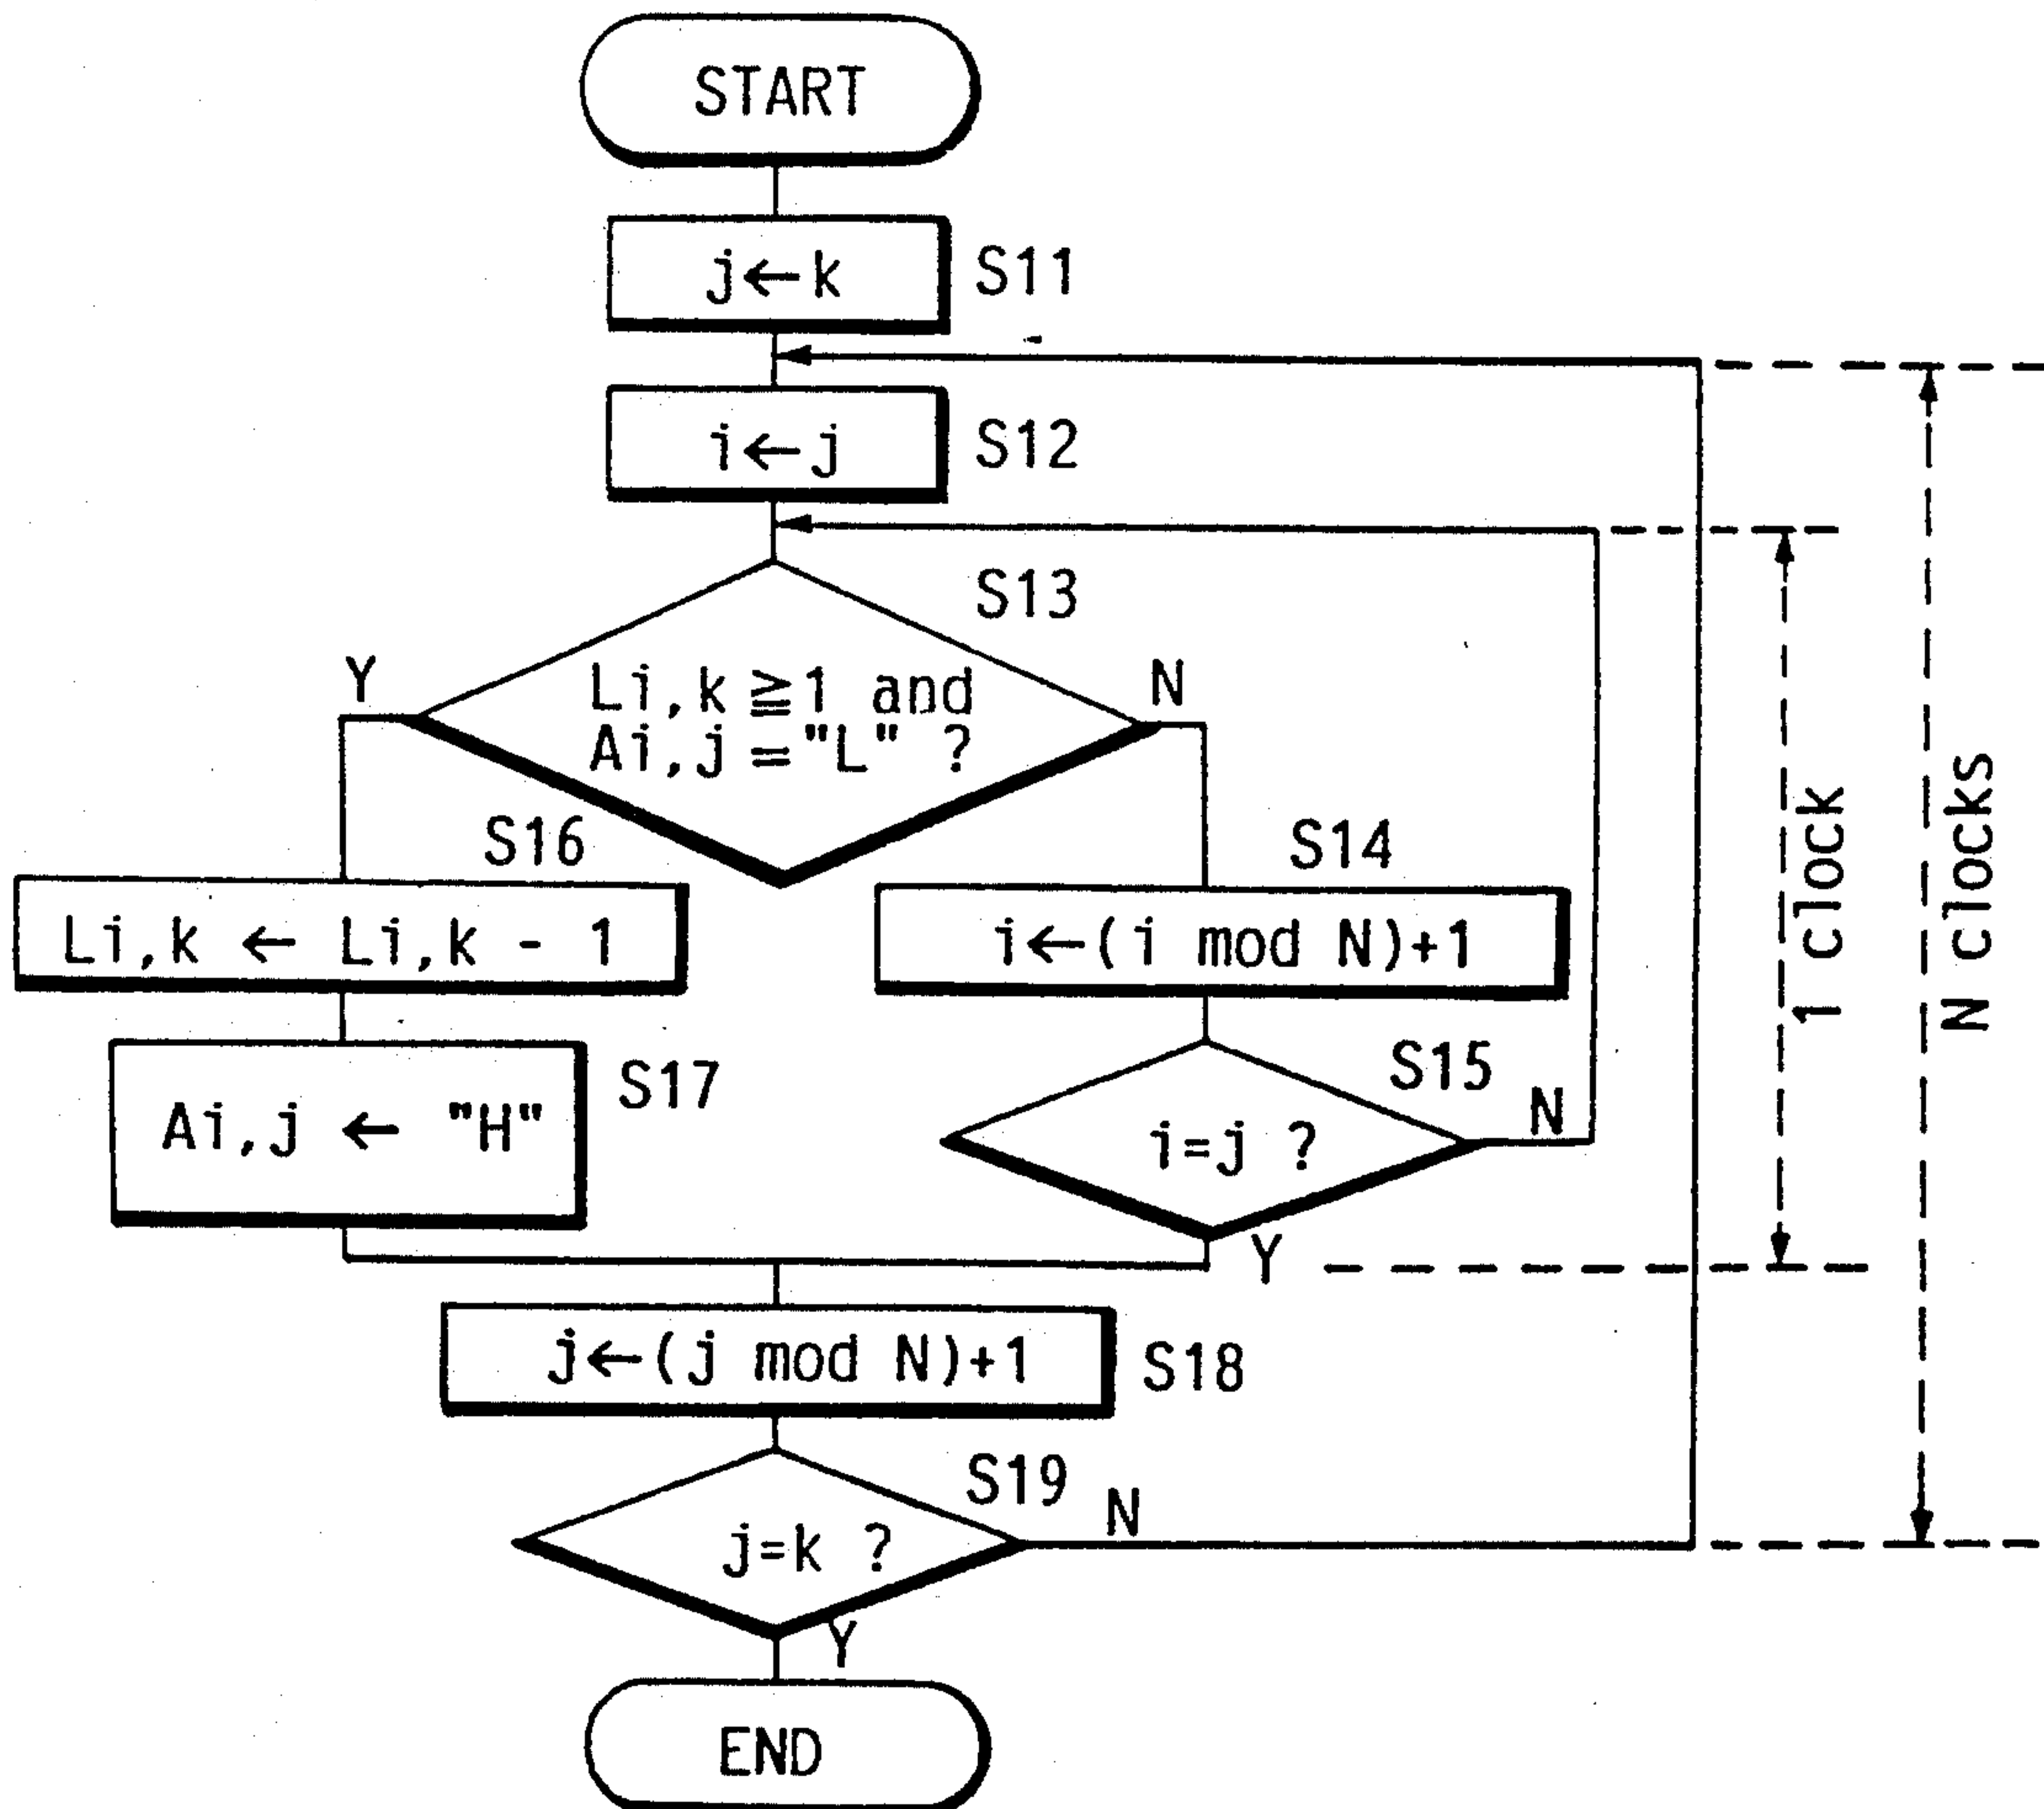 START
j←k
S11
i←j
S12
S13
Y
Li,k ≧1 and
Ai,j ="L" ?
N
S16
S14
Li,k ← Li,k - 1
i←(i mod N)+1
1 clock
N clocks
S17
Ai,j ← "H"
S15
i=j ?
N
Y
j←(j mod N)+1
S18
S19
j=k ?
N
Y
END